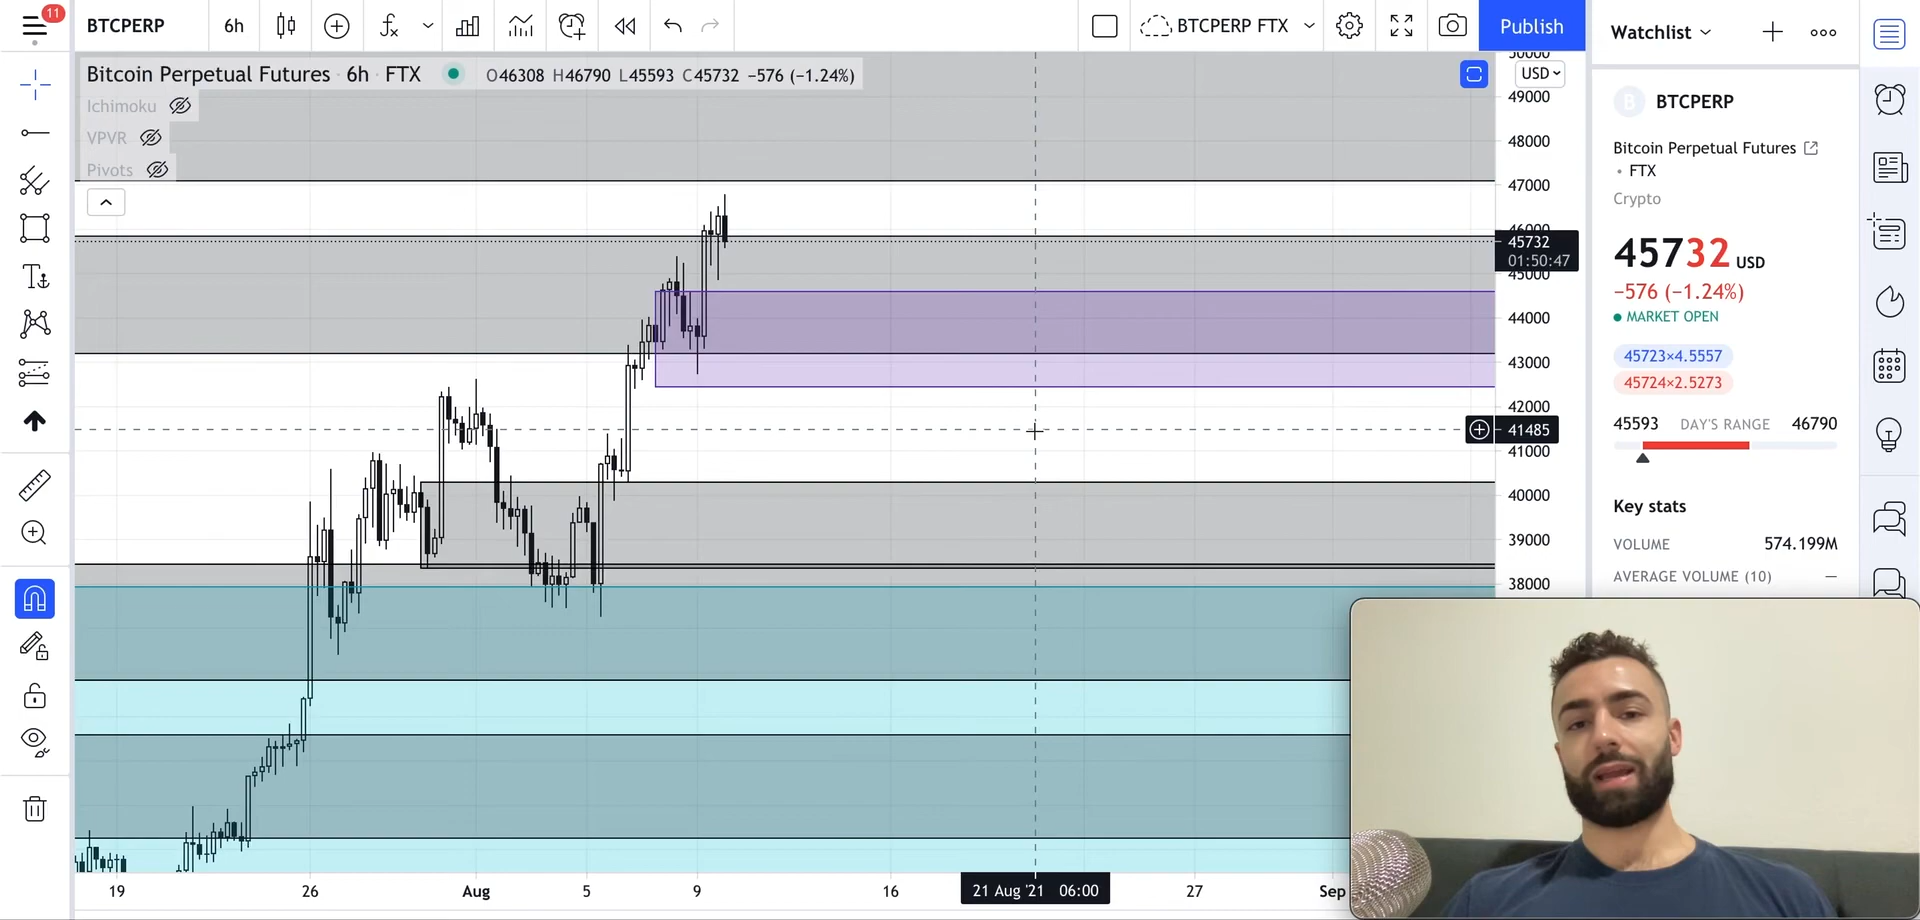 11
BTCPERP
6h
BTCPERP FTX
Publish
Watchlist
Bitcoin Perpetual Futures · 6h · FTX
O46308 H46790 L45593 C45732 −576 (−1.24%)
USD
Ichimoku
VPVR
Pivots
50000
49000
48000
47000
46000
45732
01:50:47
45000
44000
43000
42000
41485
41000
40000
39000
38000
BTCPERP
Bitcoin Perpetual Futures
• FTX
Crypto
45732 USD
−576 (−1.24%)
MARKET OPEN
45723×4.5557
45724×2.5273
45593 DAY'S RANGE 46790
Key stats
VOLUME 574.199M
AVERAGE VOLUME (10) —
19 26 Aug 5 9 16 21 Aug '21 06:00 27 Sep